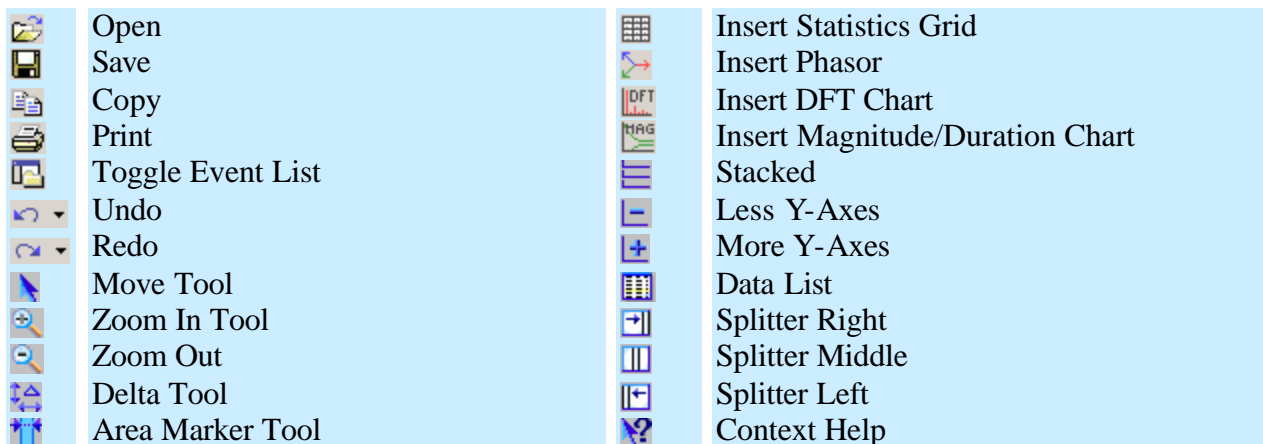 Open
Save
Copy
Print
Toggle Event List
Undo
Redo
Move Tool
Zoom In Tool
Zoom Out
Delta Tool
Area Marker Tool
Insert Statistics Grid
Insert Phasor
DFT
Insert DFT Chart
MAG
Insert Magnitude/Duration Chart
Stacked
Less Y-Axes
More Y-Axes
Data List
Splitter Right
Splitter Middle
Splitter Left
Context Help